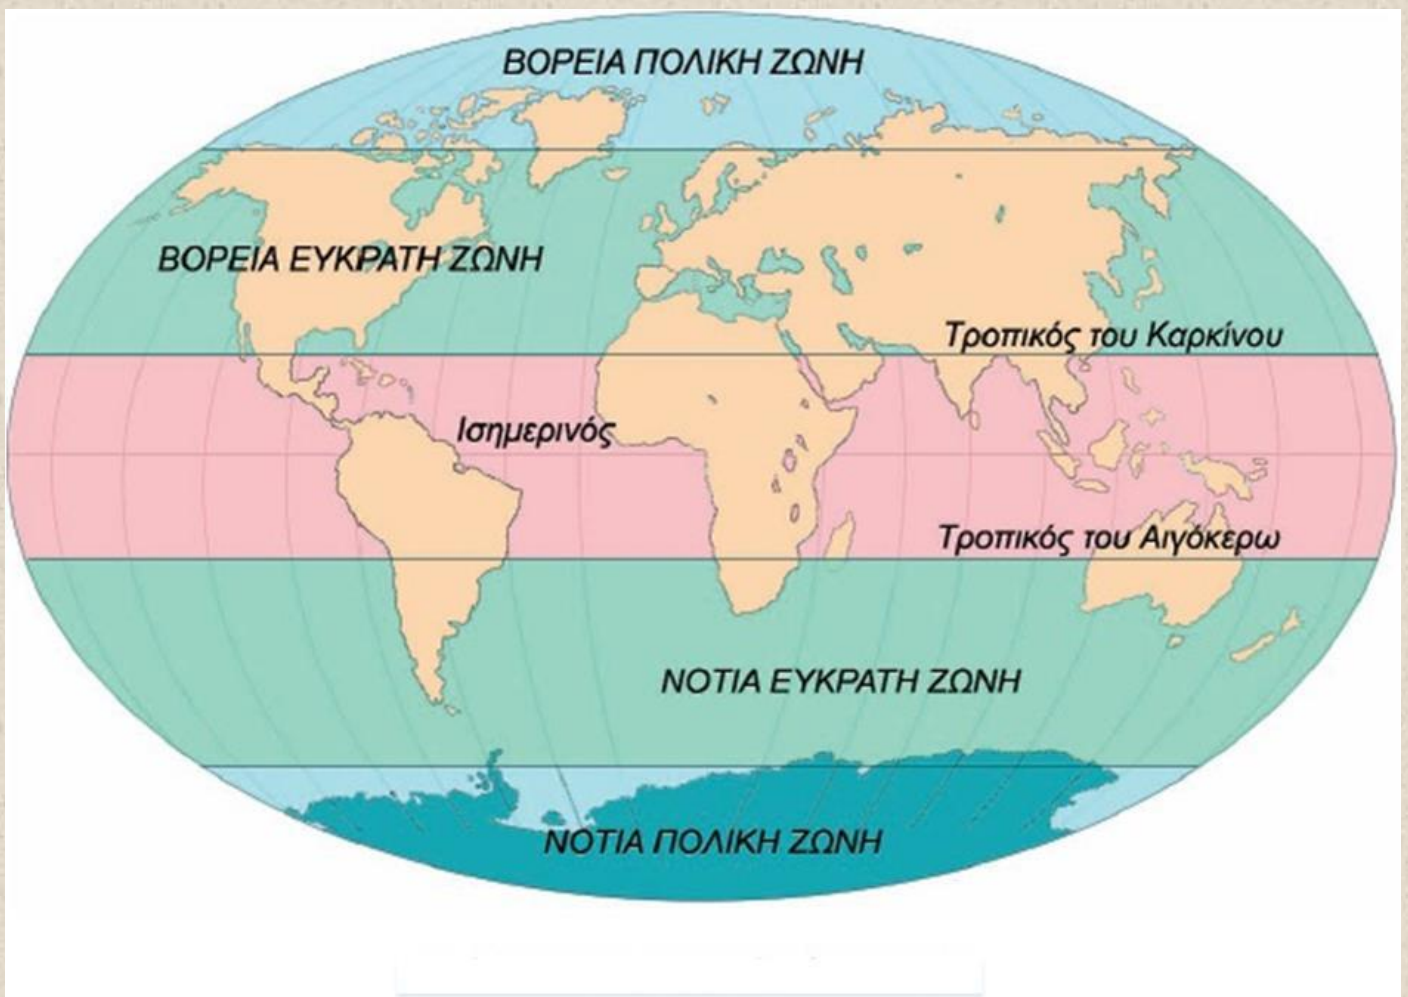 ΒΟΡΕΙΑ ΠΟΛΙΚΗ ΖΩΝΗ
ΒΟΡΕΙΑ ΕΥΚΡΑΤΗ ΖΩΝΗ
Τροπικός του Καρκίνου
Ισημερινός
Τροπικός του Αιγόκερω
ΝΟΤΙΑ ΕΥΚΡΑΤΗ ΖΩΝΗ
ΝΟΤΙΑ ΠΟΛΙΚΗ ΖΩΝΗ